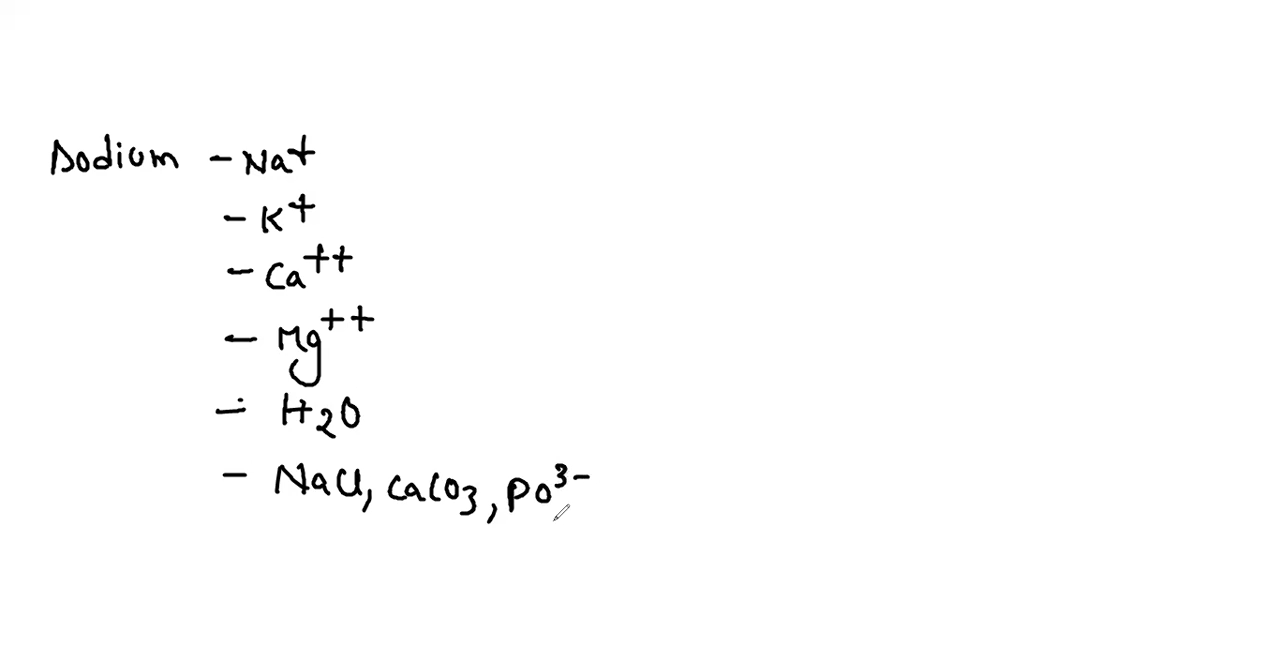 Sodium - Na⁺
- K⁺
- Ca⁺⁺
- Mg⁺⁺
- H₂O
- NaCl, CaCO₃, PO³⁻